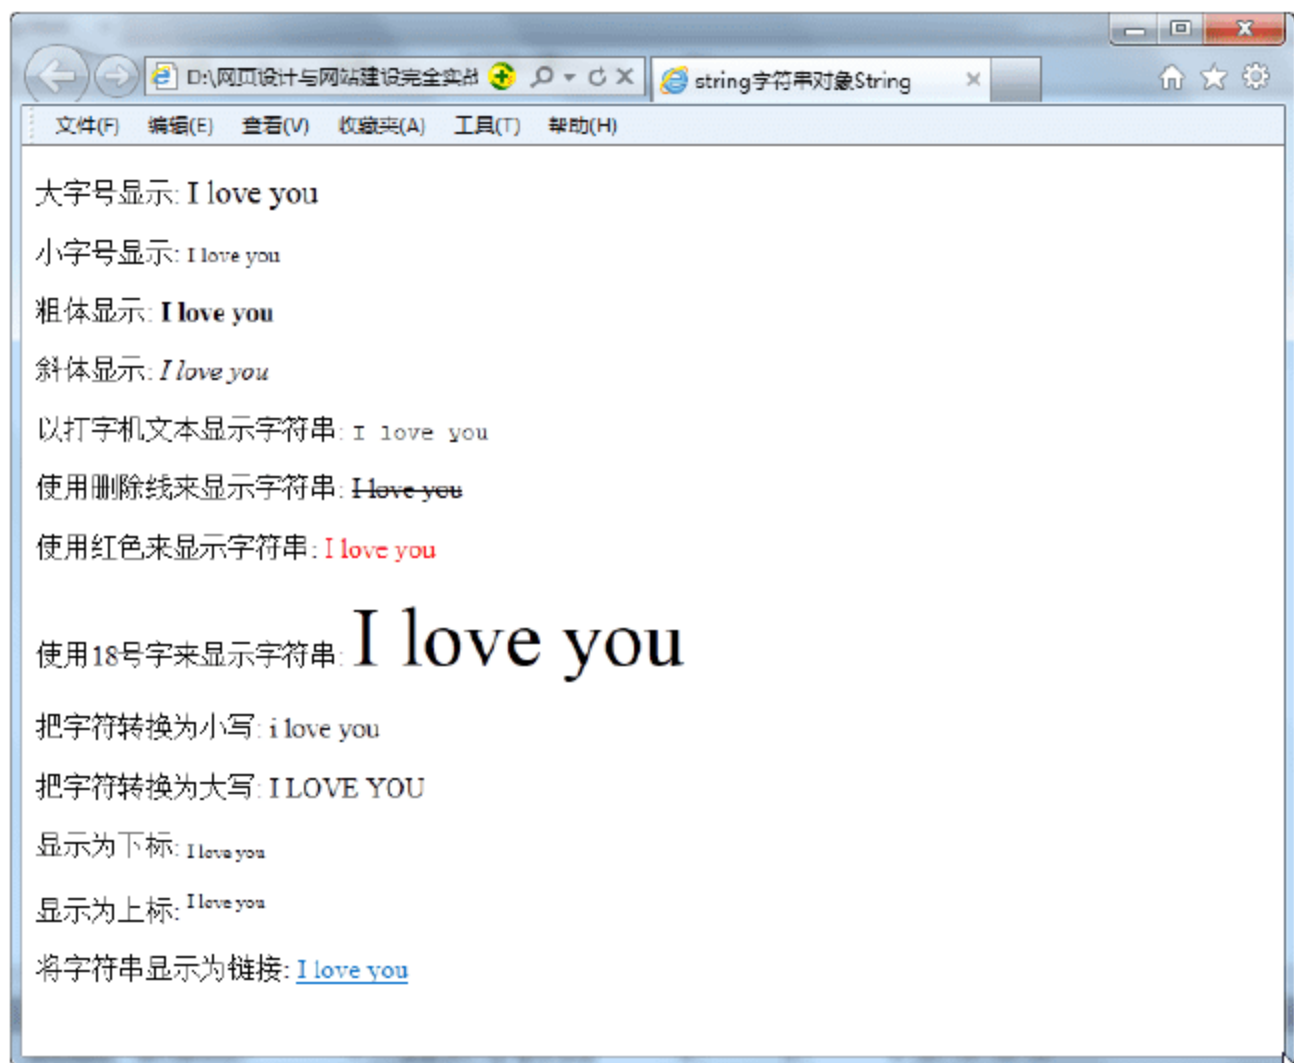 D:\网页设计与网站建设完全实战
string字符串对象String
文件(F) 编辑(E) 查看(V) 收藏夹(A) 工具(T) 帮助(H)
大字号显示: I love you
小字号显示: I love you
粗体显示: I love you
斜体显示: I love you
以打字机文本显示字符串: I love you
使用删除线来显示字符串: I love you
使用红色来显示字符串: I love you
使用18号字来显示字符串: I love you
把字符转换为小写: i love you
把字符转换为大写: I LOVE YOU
显示为下标: I love you
显示为上标: I love you
将字符串显示为链接: I love you